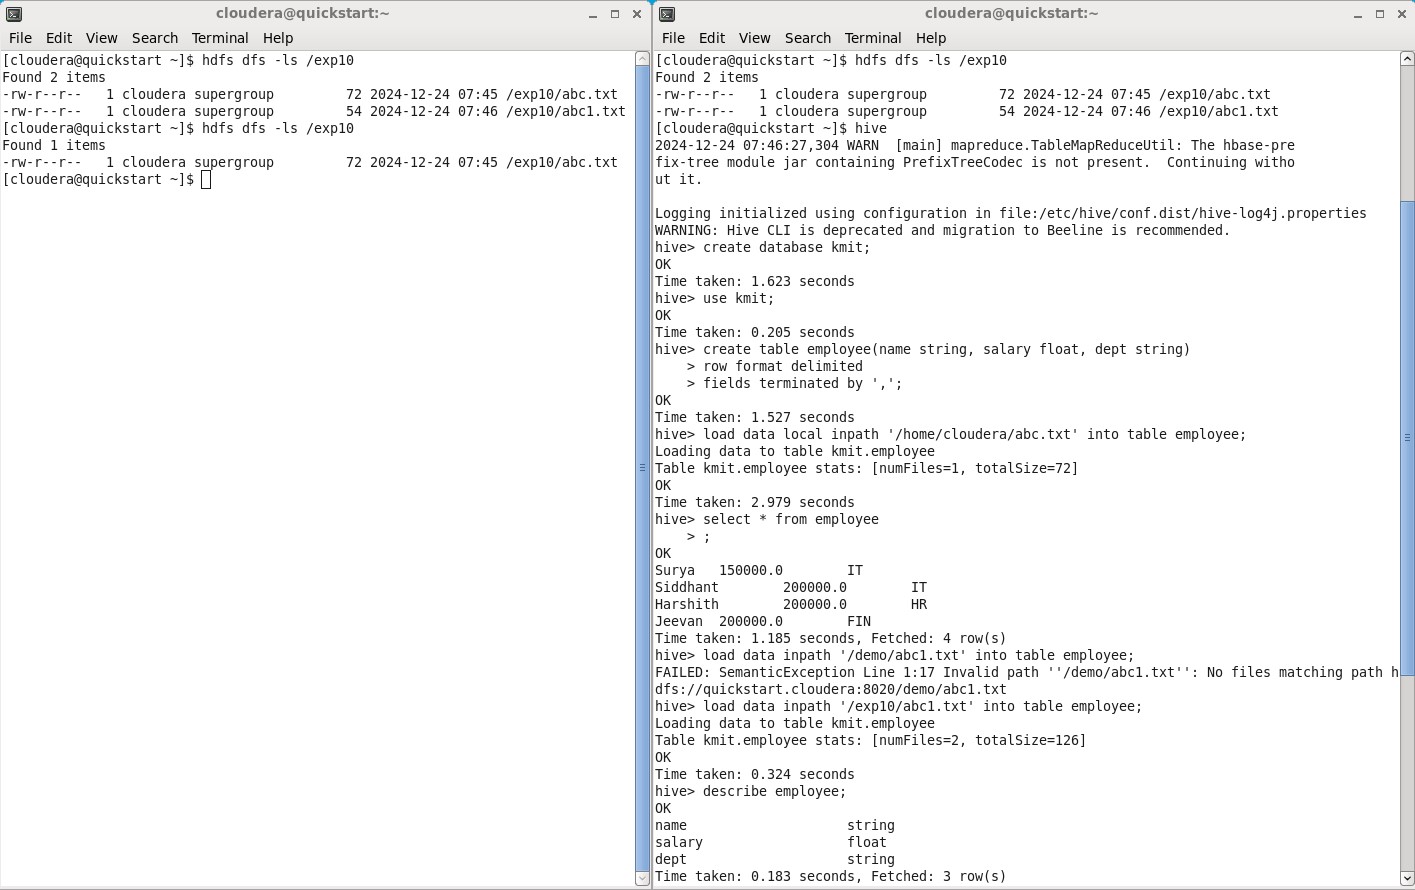 cloudera@quickstart:~
File Edit View Search Terminal Help
[cloudera@quickstart ~]$ hdfs dfs -ls /exp10
Found 2 items
-rw-r--r--   1 cloudera supergroup         72 2024-12-24 07:45 /exp10/abc.txt
-rw-r--r--   1 cloudera supergroup         54 2024-12-24 07:46 /exp10/abc1.txt
[cloudera@quickstart ~]$ hdfs dfs -ls /exp10
Found 1 items
-rw-r--r--   1 cloudera supergroup         72 2024-12-24 07:45 /exp10/abc.txt
[cloudera@quickstart ~]$
cloudera@quickstart:~
File Edit View Search Terminal Help
[cloudera@quickstart ~]$ hdfs dfs -ls /exp10
Found 2 items
-rw-r--r--   1 cloudera supergroup         72 2024-12-24 07:45 /exp10/abc.txt
-rw-r--r--   1 cloudera supergroup         54 2024-12-24 07:46 /exp10/abc1.txt
[cloudera@quickstart ~]$ hive
2024-12-24 07:46:27,304 WARN  [main] mapreduce.TableMapReduceUtil: The hbase-pre
fix-tree module jar containing PrefixTreeCodec is not present.  Continuing witho
ut it.
Logging initialized using configuration in file:/etc/hive/conf.dist/hive-log4j.properties
WARNING: Hive CLI is deprecated and migration to Beeline is recommended.
hive> create database kmit;
OK
Time taken: 1.623 seconds
hive> use kmit;
OK
Time taken: 0.205 seconds
hive> create table employee(name string, salary float, dept string)
    > row format delimited
    > fields terminated by ',';
OK
Time taken: 1.527 seconds
hive> load data local inpath '/home/cloudera/abc.txt' into table employee;
Loading data to table kmit.employee
Table kmit.employee stats: [numFiles=1, totalSize=72]
OK
Time taken: 2.979 seconds
hive> select * from employee
    > ;
OK
Surya   150000.0        IT
Siddhant        200000.0        IT
Harshith        200000.0        HR
Jeevan  200000.0        FIN
Time taken: 1.185 seconds, Fetched: 4 row(s)
hive> load data inpath '/demo/abc1.txt' into table employee;
FAILED: SemanticException Line 1:17 Invalid path ''/demo/abc1.txt'': No files matching path h
dfs://quickstart.cloudera:8020/demo/abc1.txt
hive> load data inpath '/exp10/abc1.txt' into table employee;
Loading data to table kmit.employee
Table kmit.employee stats: [numFiles=2, totalSize=126]
OK
Time taken: 0.324 seconds
hive> describe employee;
OK
name                    string
salary                  float
dept                    string
Time taken: 0.183 seconds, Fetched: 3 row(s)